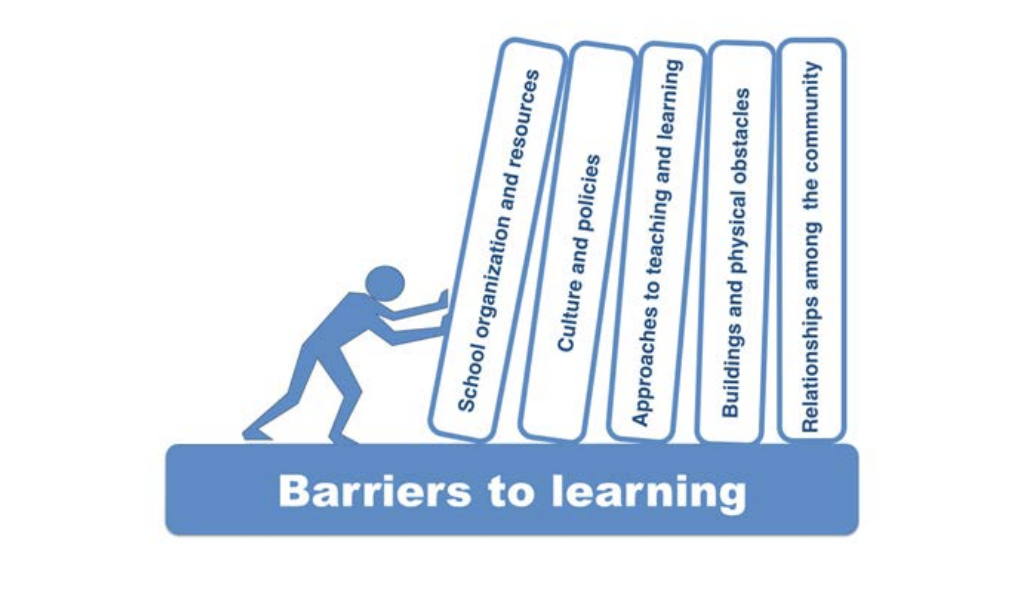 School organization and resources
Culture and policies
Approaches to teaching and learning
Buildings and physical obstacles
Relationships among the community
Barriers to learning